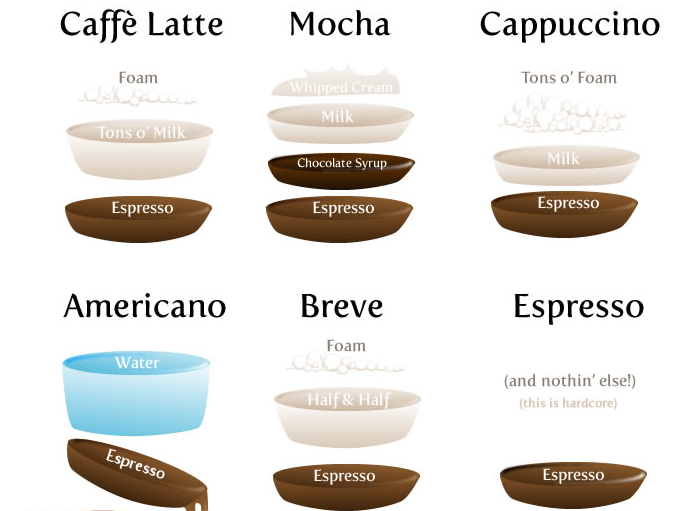 Caffè Latte
Mocha
Cappuccino
Foam
Whipped Cream
Tons o' Foam
Tons o' Milk
Milk
Milk
Chocolate Syrup
Espresso
Espresso
Espresso
Americano
Breve
Espresso
Water
Foam
(and nothin' else!)
(this is hardcore)
Half & Half
Espresso
Espresso
Espresso